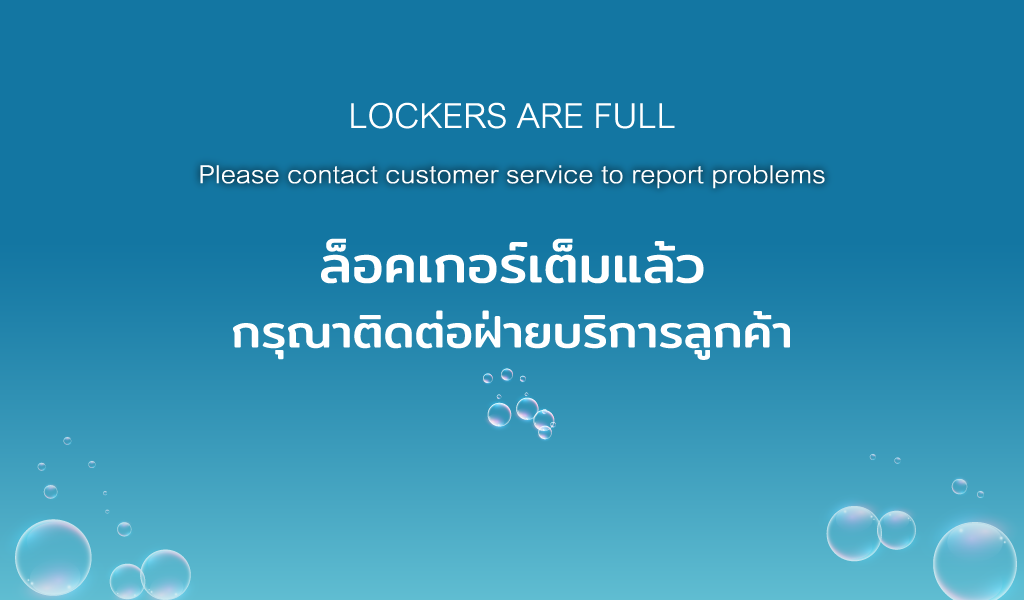 LOCKERS ARE FULL
Please contact customer service to report problems
ล็อคเกอร์เต็มแล้ว
กรุณาติดต่อฝ่ายบริการลูกค้า